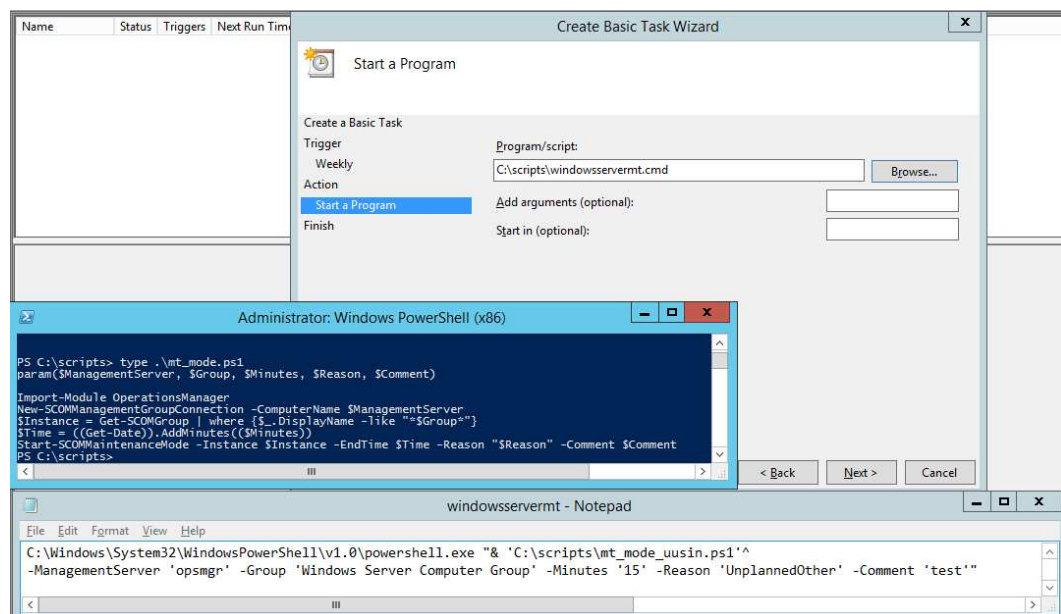 Name Status Triggers Next Run Time
Create Basic Task Wizard
x
Start a Program
Create a Basic Task
Trigger
Weekly
Action
Start a Program
Finish
Program/script:
C:\scripts\windowsservermt.cmd
Browse...
Add arguments (optional):
Start in (optional):
< Back Next > Cancel
Administrator: Windows PowerShell (x86)
x
PS C:\scripts> type .\mt_mode.ps1
param($ManagementServer, $Group, $Minutes, $Reason, $Comment)
Import-Module OperationsManager
New-SCOMManagementGroupConnection -ComputerName $ManagementServer
$Instance = Get-SCOMGroup | where {$_.DisplayName -like "*$Group*"}
$Time = ((Get-Date)).AddMinutes(($Minutes))
Start-SCOMMaintenanceMode -Instance $Instance -EndTime $Time -Reason "$Reason" -Comment $Comment
PS C:\scripts>
windowsservermt - Notepad
x
File Edit Format View Help
C:\Windows\System32\WindowsPowerShell\v1.0\powershell.exe "& 'C:\scripts\mt_mode_uusin.ps1'^
-ManagementServer 'opsmgr' -Group 'Windows Server Computer Group' -Minutes '15' -Reason 'UnplannedOther' -Comment 'test'"